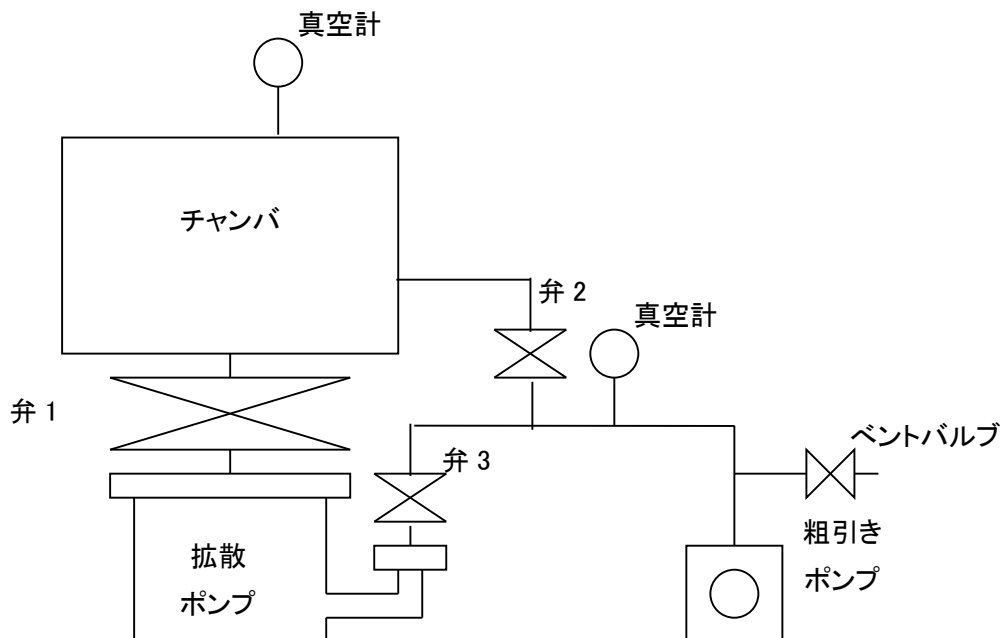 真空計
チャンバ
弁 2
真空計
弁 1
ベントバルブ
弁 3
粗引き
ポンプ
拡散
ポンプ